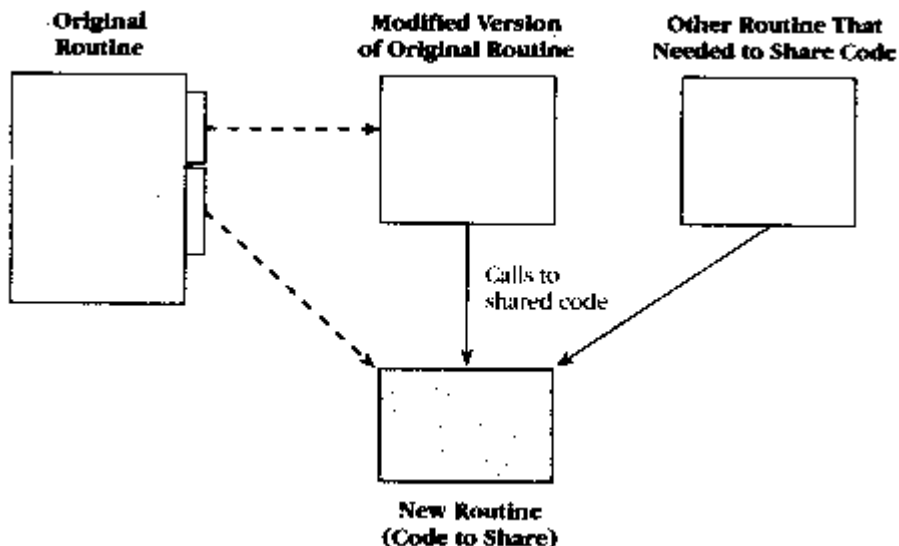 Original
Routine
Modified Version
of Original Routine
Other Routine That
Needed to Share Code
Calls to
shared code
New Routine
(Code to Share)